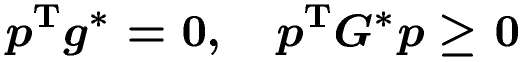 pᵀg* = 0, pᵀG*p ≥ 0